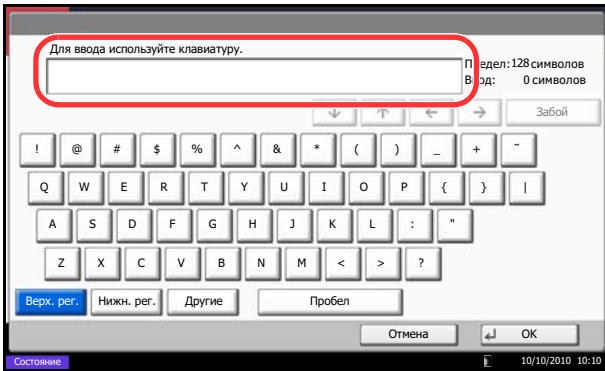 Для ввода используйте клавиатуру.
Предел: 128 символов
Ввод: 0 символов
↓ ↑ ← → Забой
! @ # $ % ^ & * ( ) _ + ~
Q W E R T Y U I O P { } |
A S D F G H J K L : "
Z X C V B N M < > ?
Верх. рег. Нижн. рег. Другие Пробел
Отмена OK
Состояние 10/10/2010 10:10